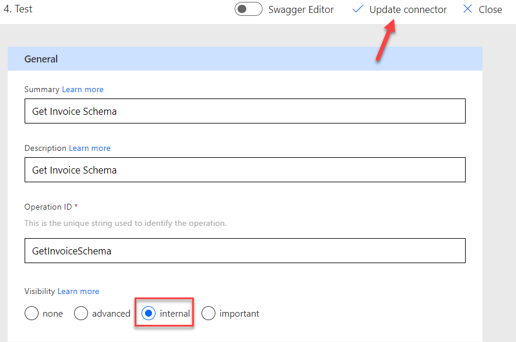 4. Test Swagger Editor Update connector Close
General
Summary Learn more
Get Invoice Schema
Description Learn more
Get Invoice Schema
Operation ID *
This is the unique string used to identify the operation.
GetInvoiceSchema
Visibility Learn more
none advanced internal important